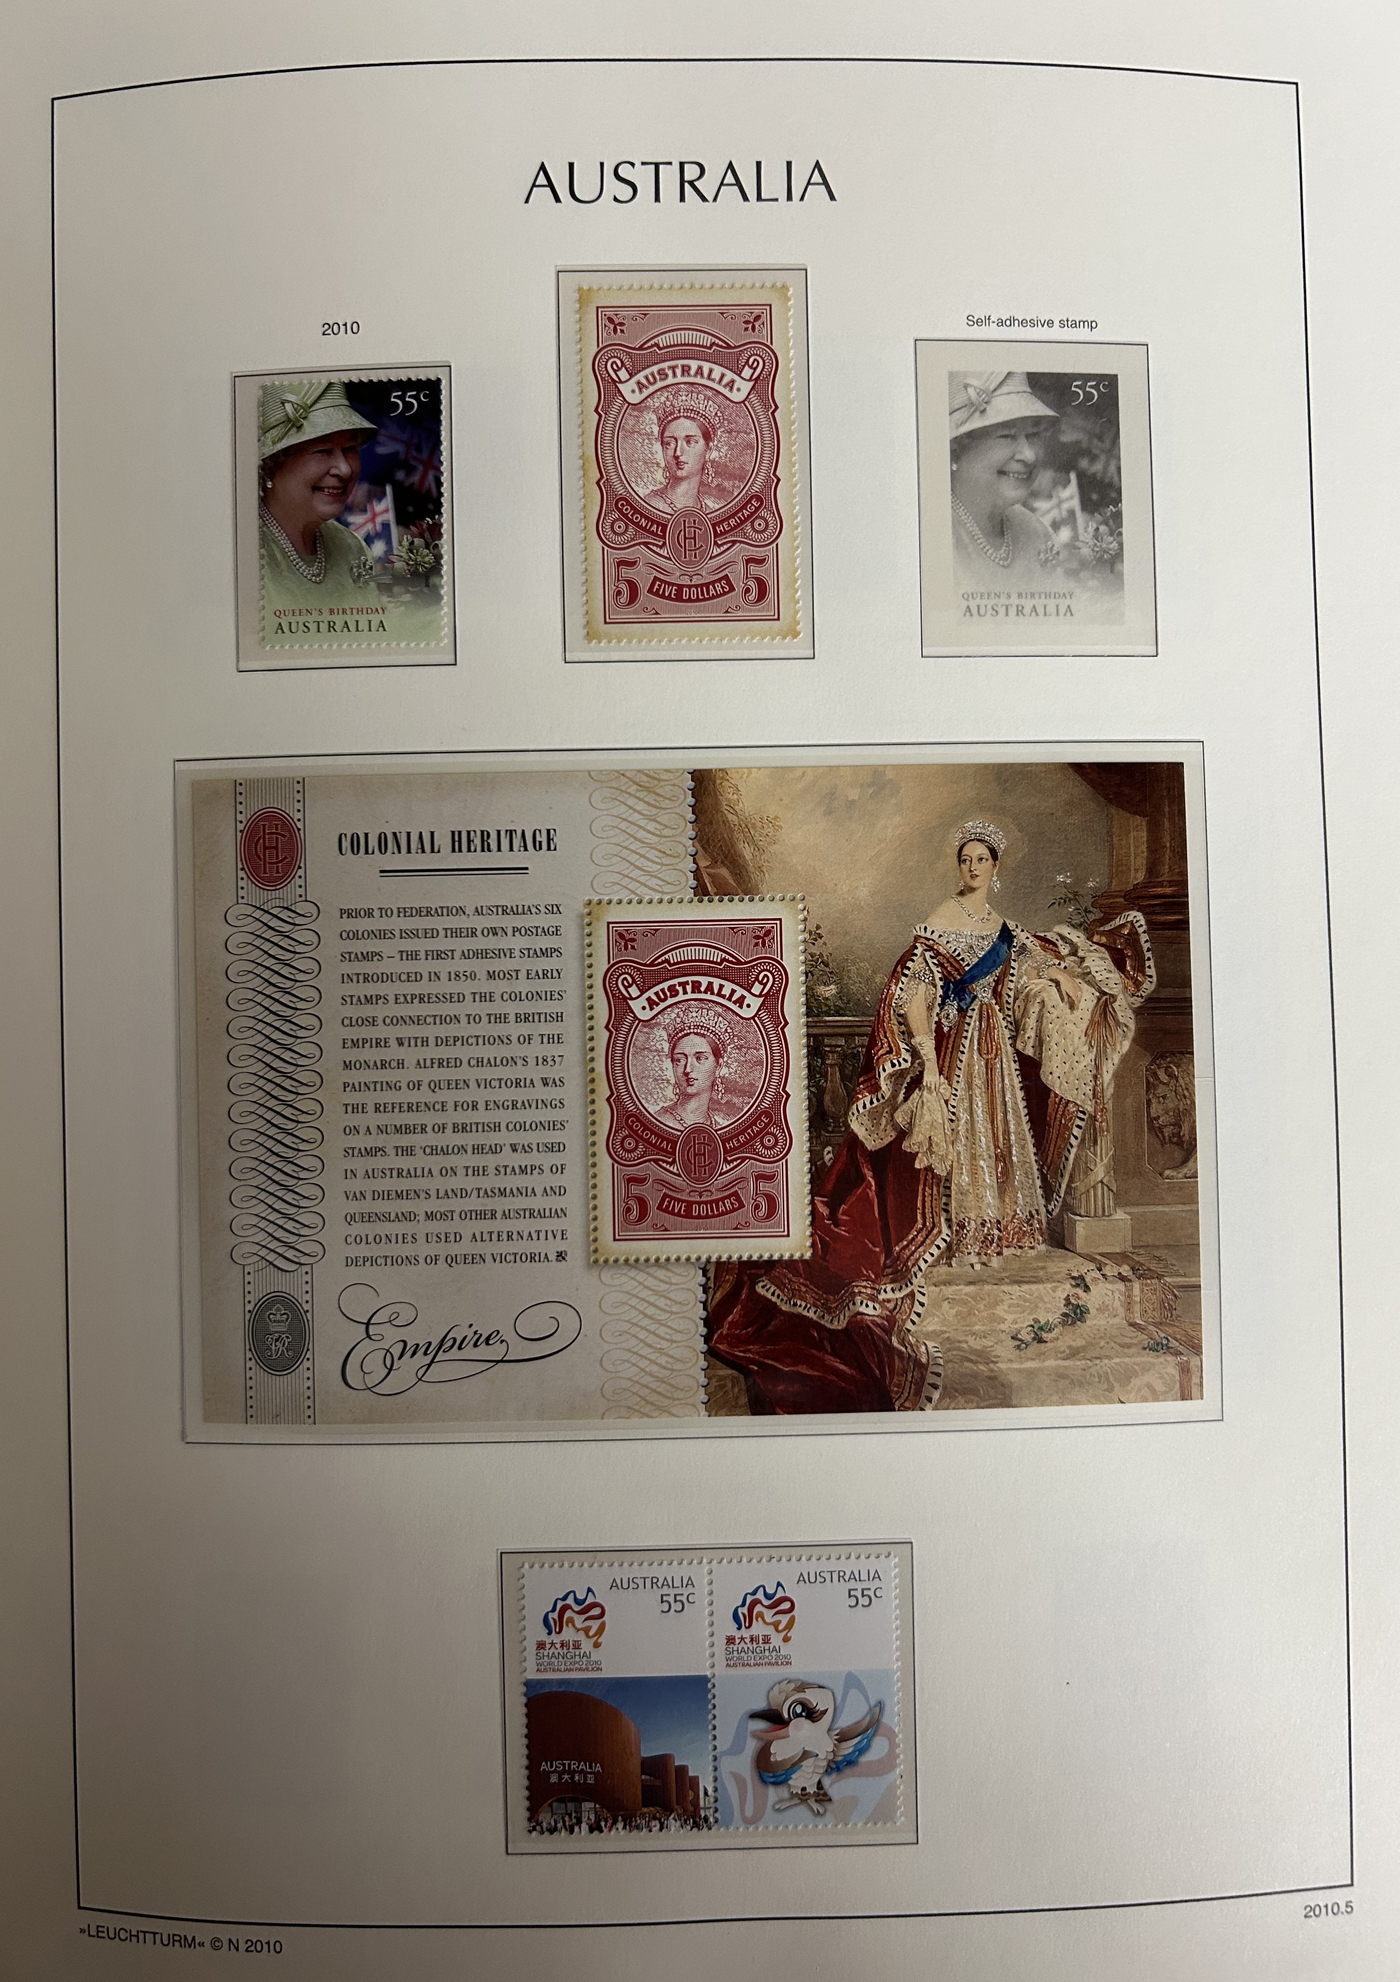 AUSTRALIA
2010
Self-adhesive stamp
55c
QUEEN'S BIRTHDAY
AUSTRALIA
·AUSTRALIA·
COLONIAL HERITAGE
5 FIVE DOLLARS 5
55c
QUEEN'S BIRTHDAY
AUSTRALIA
COLONIAL HERITAGE
PRIOR TO FEDERATION, AUSTRALIA'S SIX
COLONIES ISSUED THEIR OWN POSTAGE
STAMPS – THE FIRST ADHESIVE STAMPS
INTRODUCED IN 1850. MOST EARLY
STAMPS EXPRESSED THE COLONIES'
CLOSE CONNECTION TO THE BRITISH
EMPIRE WITH DEPICTIONS OF THE
MONARCH. ALFRED CHALON'S 1837
PAINTING OF QUEEN VICTORIA WAS
THE REFERENCE FOR ENGRAVINGS
ON A NUMBER OF BRITISH COLONIES'
STAMPS. THE 'CHALON HEAD' WAS USED
IN AUSTRALIA ON THE STAMPS OF
VAN DIEMEN'S LAND/TASMANIA AND
QUEENSLAND; MOST OTHER AUSTRALIAN
COLONIES USED ALTERNATIVE
DEPICTIONS OF QUEEN VICTORIA.
Empire
·AUSTRALIA·
COLONIAL HERITAGE
5 FIVE DOLLARS 5
AUSTRALIA
55c
澳大利亚
SHANGHAI
WORLD EXPO 2010
AUSTRALIAN PAVILION
AUSTRALIA
澳大利亚
AUSTRALIA
55c
澳大利亚
SHANGHAI
WORLD EXPO 2010
AUSTRALIAN PAVILION
»LEUCHTTURM« © N 2010
2010.5